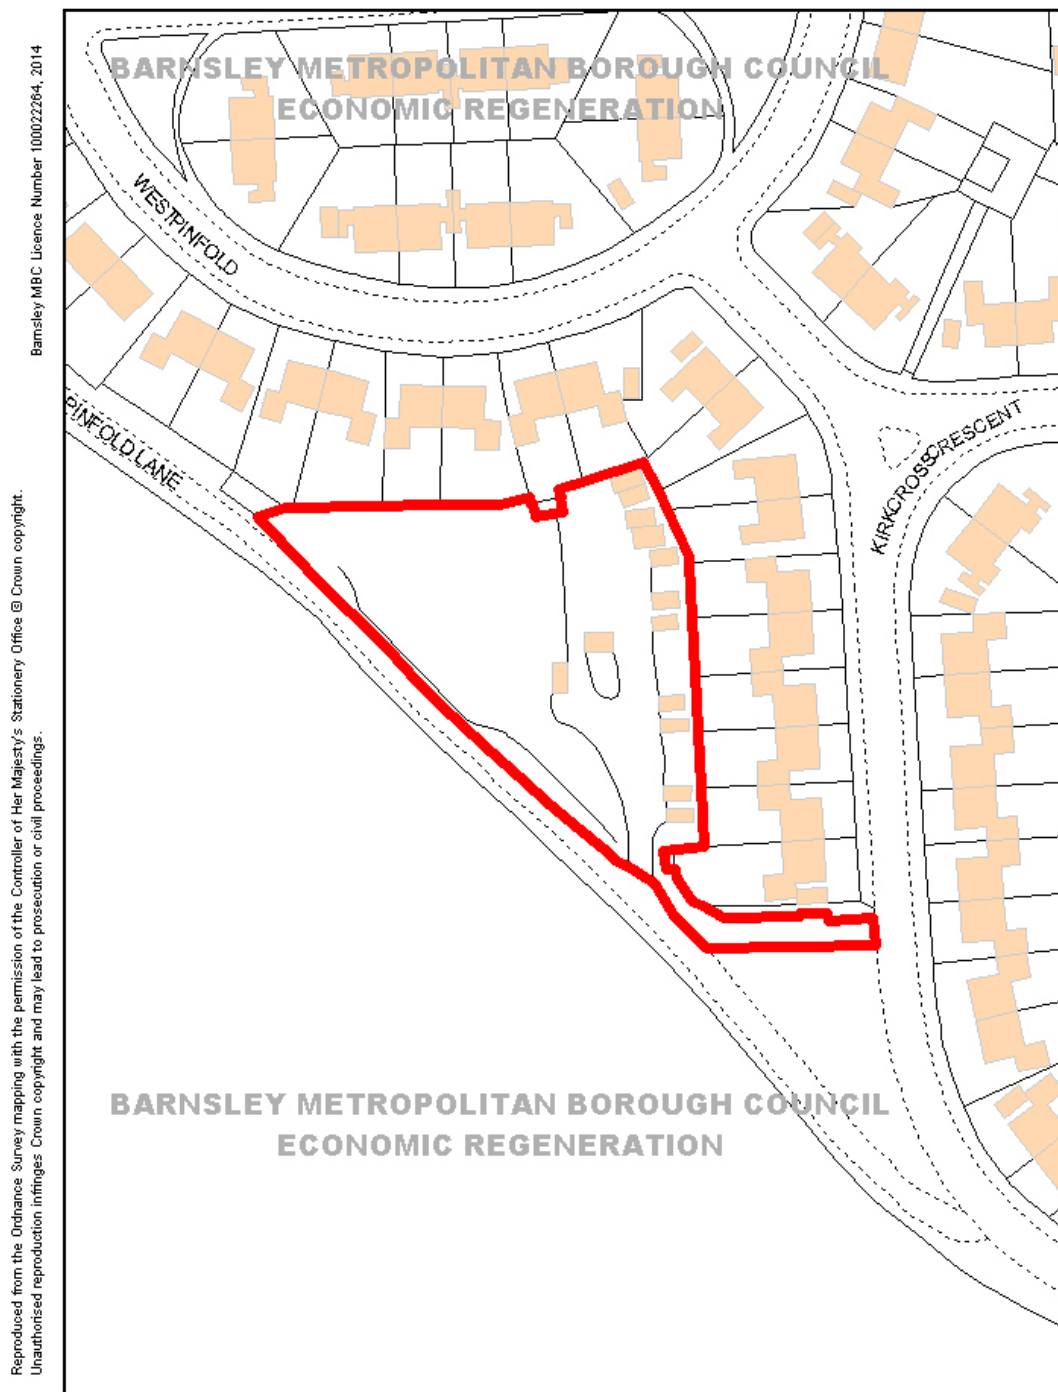 BARNSLEY METROPOLITAN BOROUGH COUNCIL
ECONOMIC REGENERATION
WESTPINFOLD
PINFOLD LANE
KIRKCROSSCRESCENT
BARNSLEY METROPOLITAN BOROUGH COUNCIL
ECONOMIC REGENERATION
Barnsley MBC Licence Number 100022264, 2014
Reproduced from the Ordnance Survey mapping with the permission of the Controller of Her Majesty's Stationery Office @ Crown copyright.
Unauthorised reproduction infringes Crown copyright and may lead to prosecution or civil proceedings.